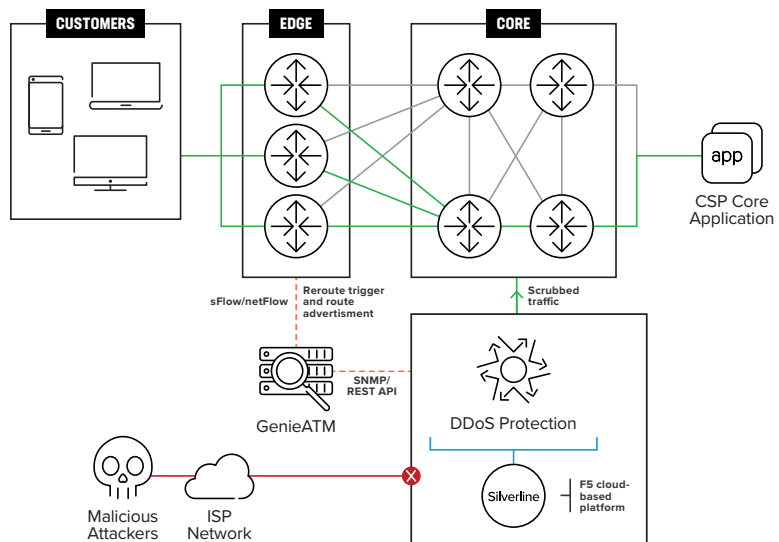 CUSTOMERS
EDGE
CORE
app
CSP Core
Application
sFlow/netFlow
Reroute trigger
and route
advertisment
Scrubbed
traffic
SNMP/
REST API
GenieATM
DDoS Protection
Silverline
F5 cloud-
based
platform
Malicious
Attackers
ISP
Network